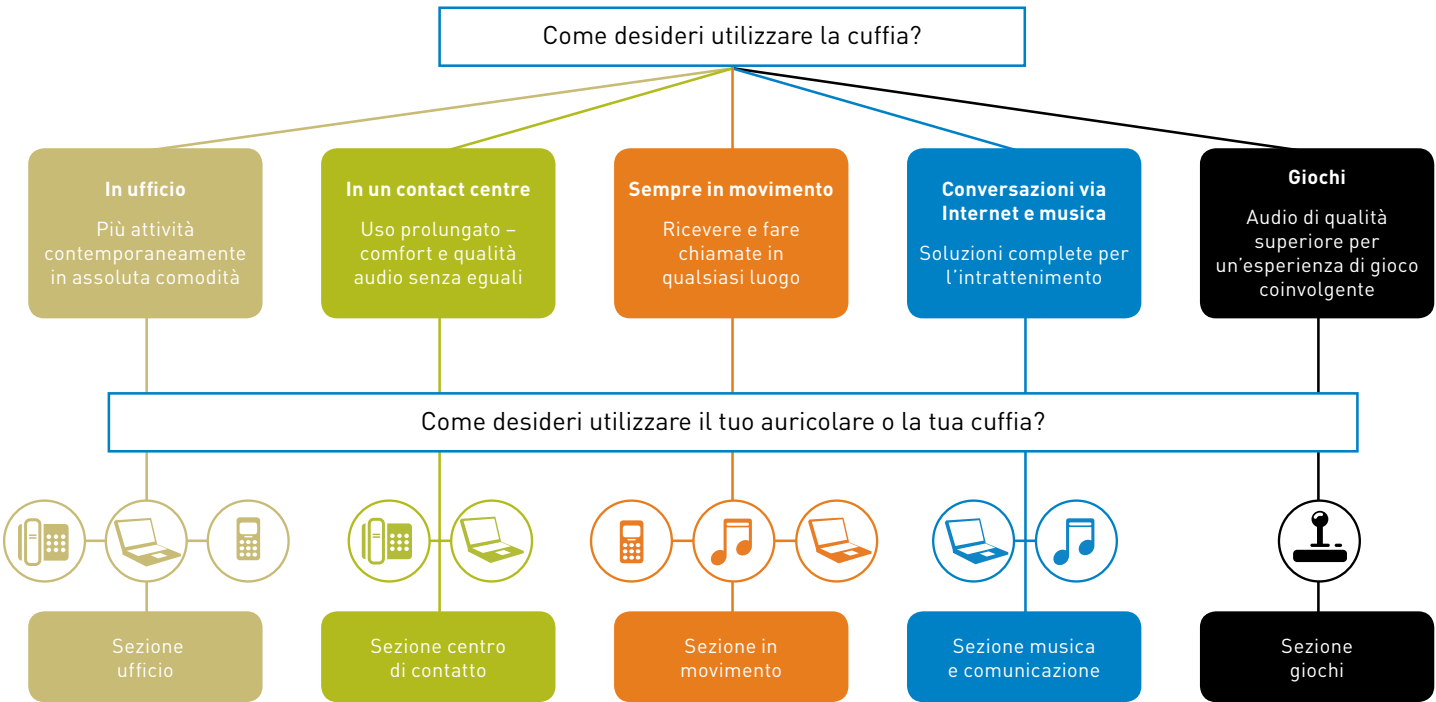 Come desideri utilizzare la cuffia?
In ufficio
Più attività
contemporaneamente
in assoluta comodità
In un contact centre
Uso prolungato –
comfort e qualità
audio senza eguali
Sempre in movimento
Ricevere e fare
chiamate in
qualsiasi luogo
Conversazioni via
Internet e musica
Soluzioni complete per
l'intrattenimento
Giochi
Audio di qualità
superiore per
un'esperienza di gioco
coinvolgente
Come desideri utilizzare il tuo auricolare o la tua cuffia?
Sezione
ufficio
Sezione centro
di contatto
Sezione in
movimento
Sezione musica
e comunicazione
Sezione
giochi